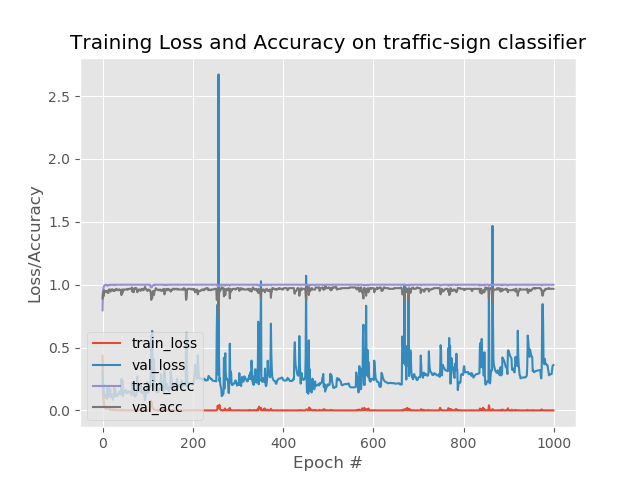 Training Loss and Accuracy on traffic-sign classifier
Loss/Accuracy
2.5
2.0
1.5
1.0
0.5
0.0
train_loss
val_loss
train_acc
val_acc
0
200
400
600
800
1000
Epoch #